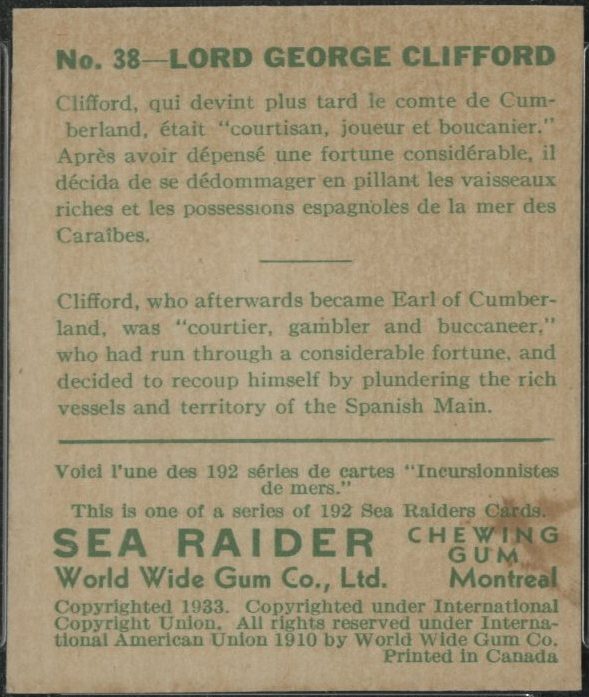 No. 38—LORD GEORGE CLIFFORD
Clifford, qui devint plus tard le comte de Cum-
berland, était "courtisan, joueur et boucanier."
Après avoir dépensé une fortune considérable, il
décida de se dédommager en pillant les vaisseaux
riches et les possessions espagnoles de la mer des
Caraîbes.
Clifford, who afterwards became Earl of Cumber-
land, was "courtier, gambler and buccaneer,"
who had run through a considerable fortune, and
decided to recoup himself by plundering the rich
vessels and territory of the Spanish Main.
Voici l'une des 192 séries de cartes "Incursionnistes
de mers."
This is one of a series of 192 Sea Raiders Cards.
SEA RAIDER CHEWING GUM
World Wide Gum Co., Ltd. Montreal
Copyrighted 1933. Copyrighted under International
Copyright Union. All rights reserved under Interna-
tional American Union 1910 by World Wide Gum Co.
Printed in Canada